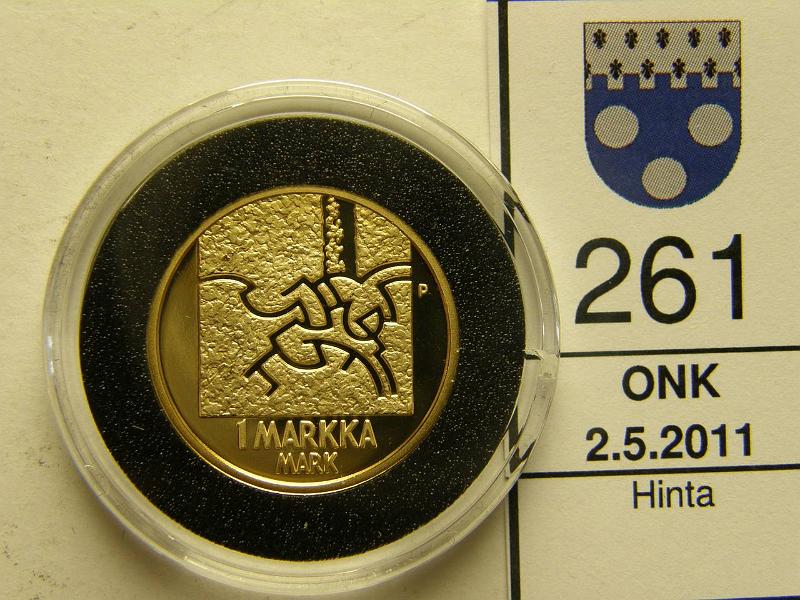 P
1 MARKKA
MARK
261
ONK
2.5.2011
Hinta